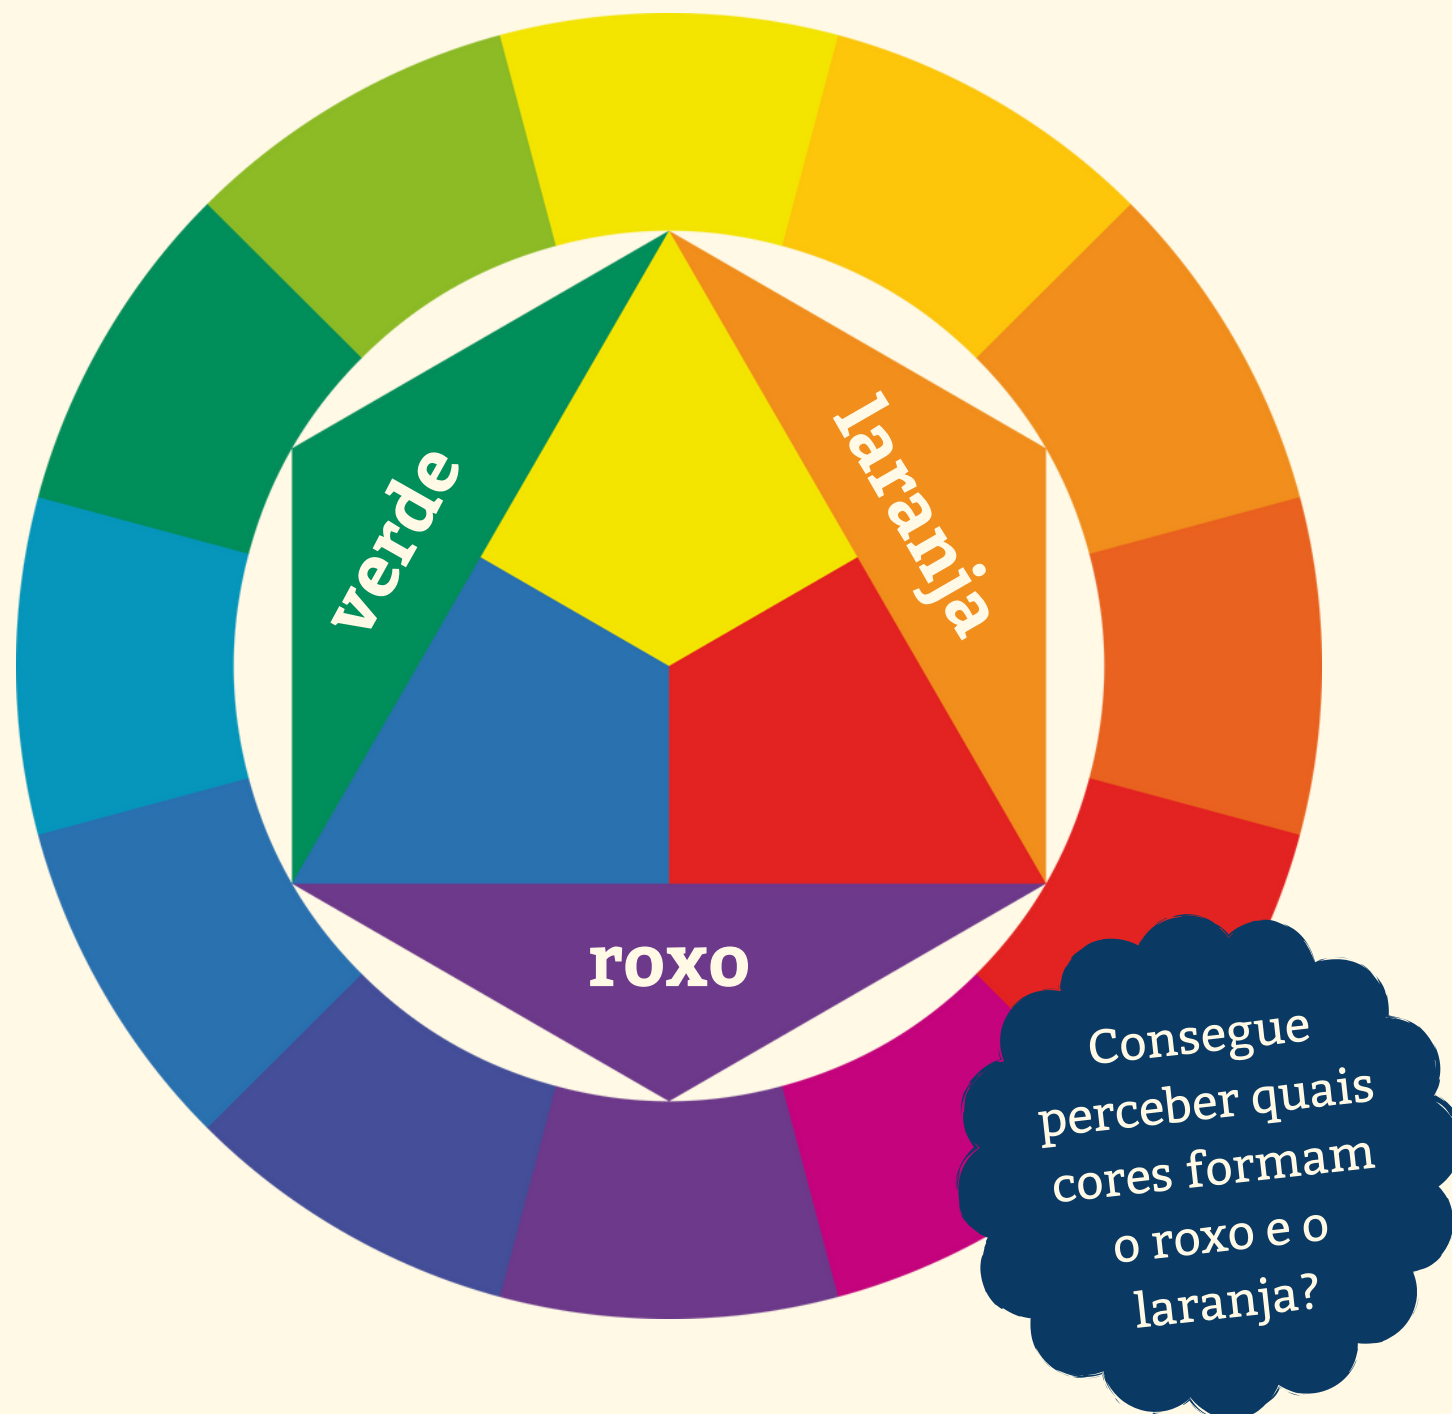 verde
laranja
roxo
Consegue
perceber quais
cores formam
o roxo e o
laranja?